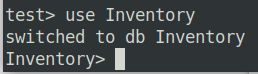 test> use Inventory
switched to db Inventory
Inventory>